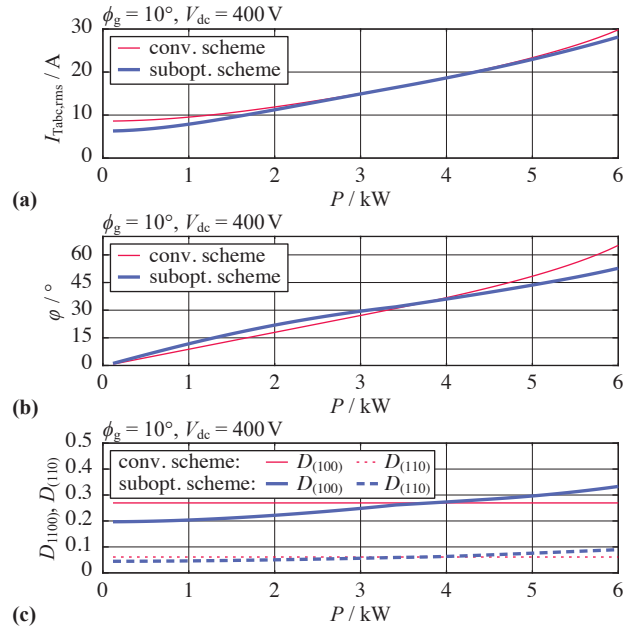 ϕg = 10°, Vdc = 400 V
30
20
10
0
ITabc,rms / A
conv. scheme
subopt. scheme
0 1 2 3 4 5 6
P / kW
(a)
ϕg = 10°, Vdc = 400 V
60
45
30
15
0
φ / °
conv. scheme
subopt. scheme
0 1 2 3 4 5 6
P / kW
(b)
ϕg = 10°, Vdc = 400 V
0.5
0.4
0.3
0.2
0.1
0
D1100), D(110)
conv. scheme: D(100) D(110)
subopt. scheme: D(100) D(110)
0 1 2 3 4 5 6
P / kW
(c)